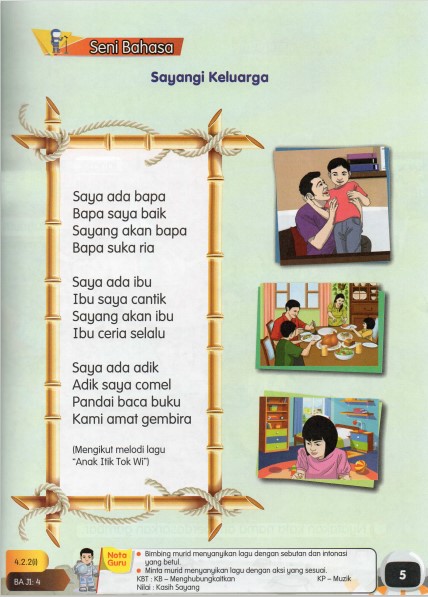 Seni Bahasa
Sayangi Keluarga
Saya ada bapa
Bapa saya baik
Sayang akan bapa
Bapa suka ria
Saya ada ibu
Ibu saya cantik
Sayang akan ibu
Ibu ceria selalu
Saya ada adik
Adik saya comel
Pandai baca buku
Kami amat gembira
(Mengikut melodi lagu
“Anak Itik Tok Wi”)
4.2.2(i)
BA Jl: 4
Nota
Guru
• Bimbing murid menyanyikan lagu dengan sebutan dan intonasi
yang betul.
• Minta murid menyanyikan lagu dengan aksi yang sesuai.
KBT : KB – Menghubungkaitkan KP – Muzik
Nilai : Kasih Sayang
5